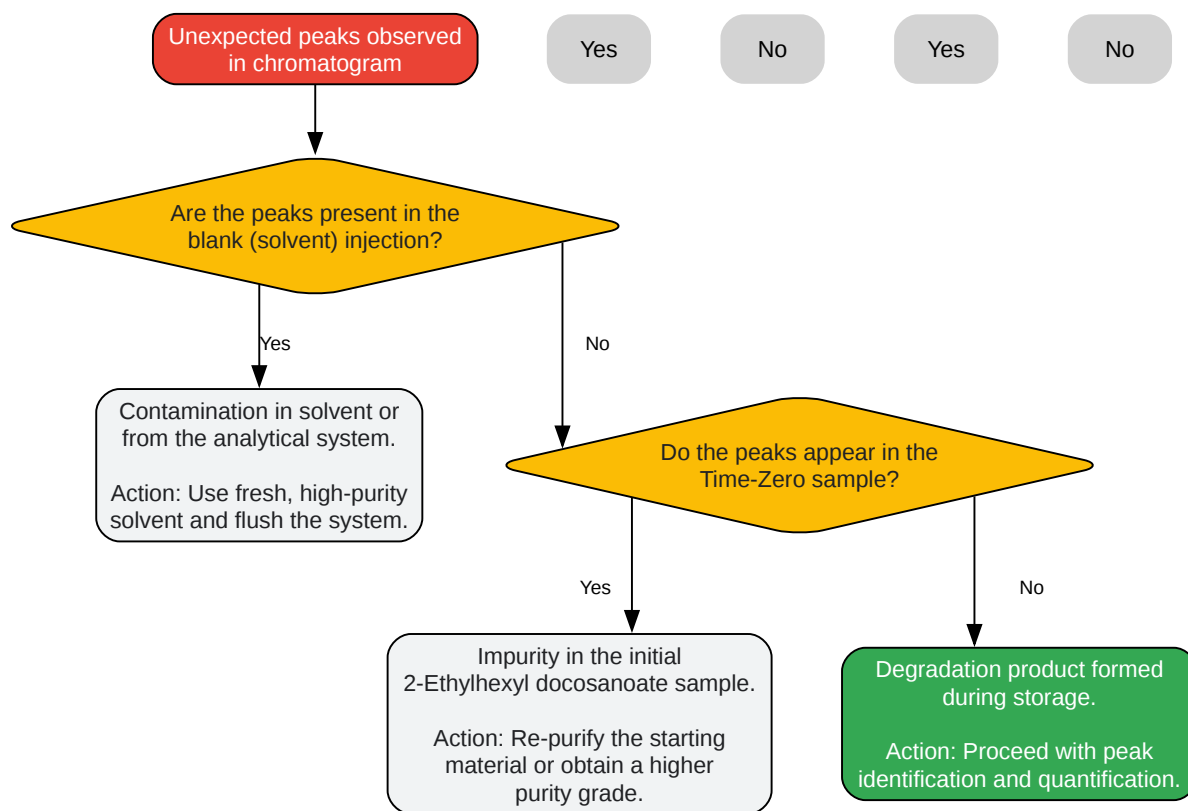 Unexpected peaks observed
in chromatogram
Yes
No
Yes
No
Are the peaks present in the
blank (solvent) injection?
Yes
No
Contamination in solvent or
from the analytical system.
Action: Use fresh, high-purity
solvent and flush the system.
Do the peaks appear in the
Time-Zero sample?
Yes
No
Impurity in the initial
2-Ethylhexyl docosanoate sample.
Action: Re-purify the starting
material or obtain a higher
purity grade.
Degradation product formed
during storage.
Action: Proceed with peak
identification and quantification.